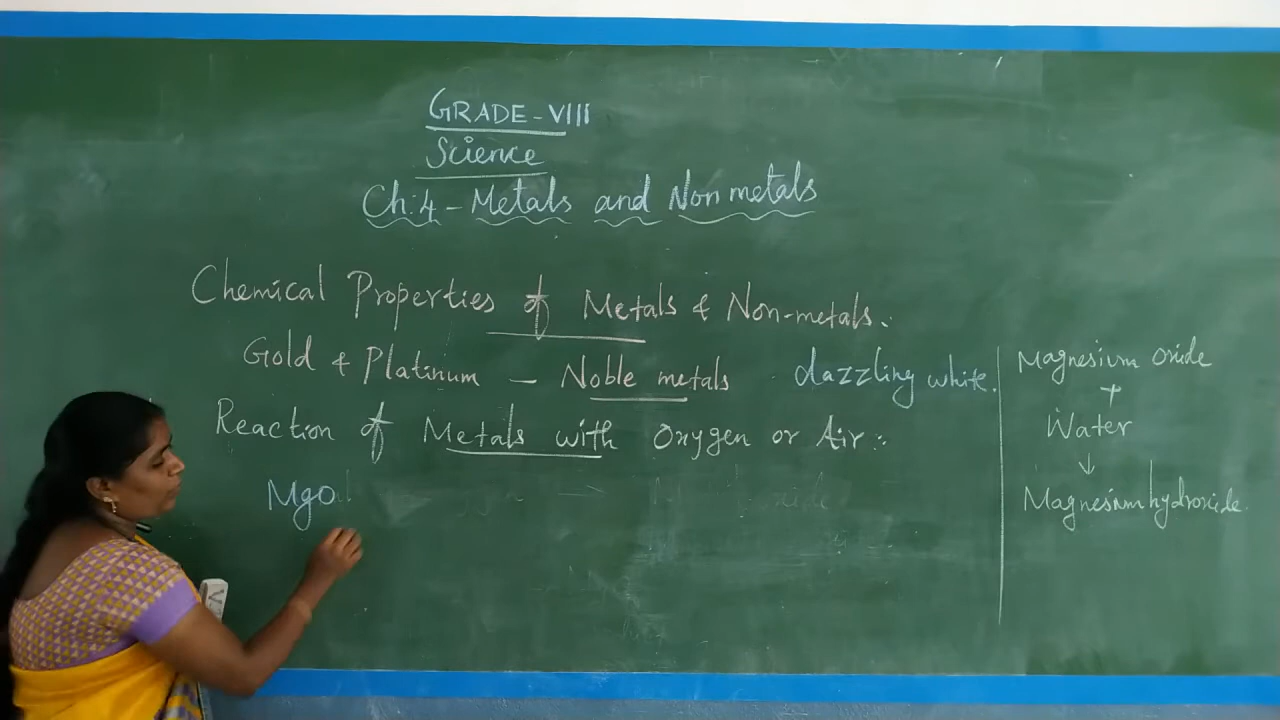 GRADE-VIII
Science
Ch:4 - Metals and Non metals
Chemical Properties of Metals & Non-metals.
Gold & Platinum — Noble metals
dazzling white.
Reaction of Metals with Oxygen or Air:
MgO
Magnesium Oxide
+
Water
↓
Magnesium hydroxide.